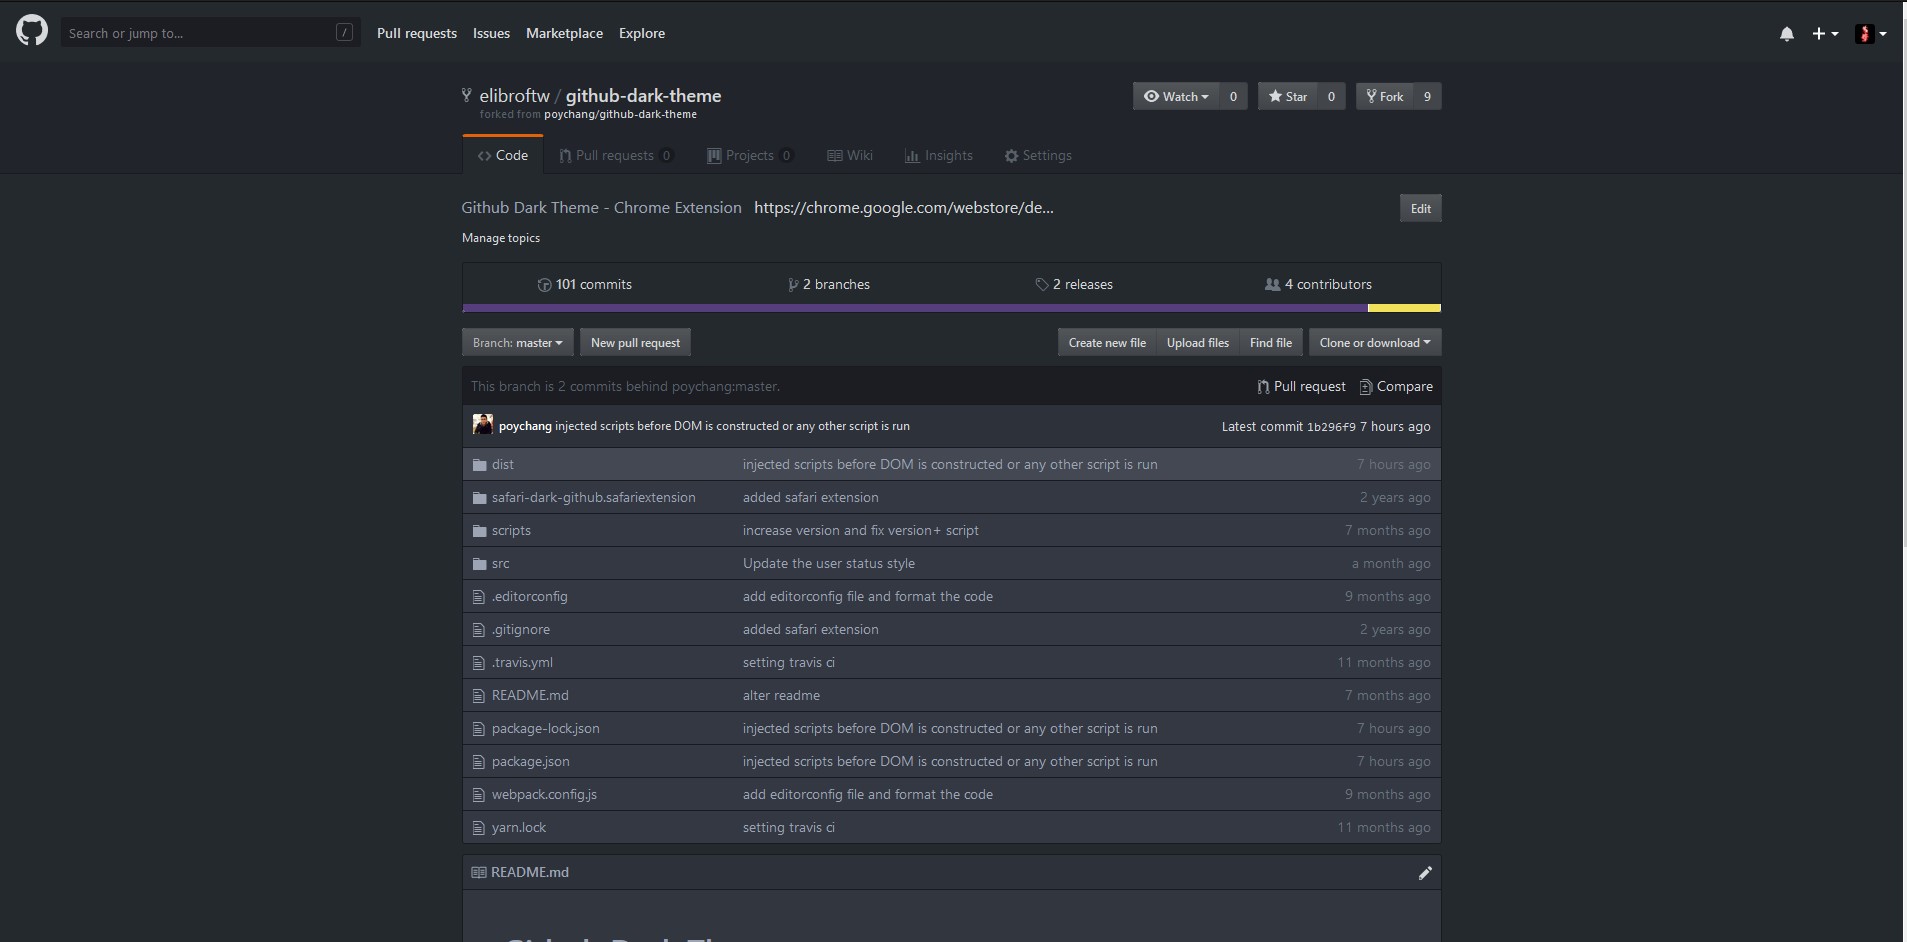 Search or jump to... /
Pull requests Issues Marketplace Explore
elibroftw / github-dark-theme
Watch 0 Star 0 Fork 9
forked from poychang/github-dark-theme
Code Pull requests 0 Projects 0 Wiki Insights Settings
Github Dark Theme - Chrome Extension https://chrome.google.com/webstore/de...
Edit
Manage topics
101 commits 2 branches 2 releases 4 contributors
Branch: master New pull request Create new file Upload files Find file Clone or download
This branch is 2 commits behind poychang:master. Pull request Compare
poychang injected scripts before DOM is constructed or any other script is run Latest commit 1b296f9 7 hours ago
dist injected scripts before DOM is constructed or any other script is run 7 hours ago
safari-dark-github.safariextension added safari extension 2 years ago
scripts increase version and fix version+ script 7 months ago
src Update the user status style a month ago
.editorconfig add editorconfig file and format the code 9 months ago
.gitignore added safari extension 2 years ago
.travis.yml setting travis ci 11 months ago
README.md alter readme 7 months ago
package-lock.json injected scripts before DOM is constructed or any other script is run 7 hours ago
package.json injected scripts before DOM is constructed or any other script is run 7 hours ago
webpack.config.js add editorconfig file and format the code 9 months ago
yarn.lock setting travis ci 11 months ago
README.md